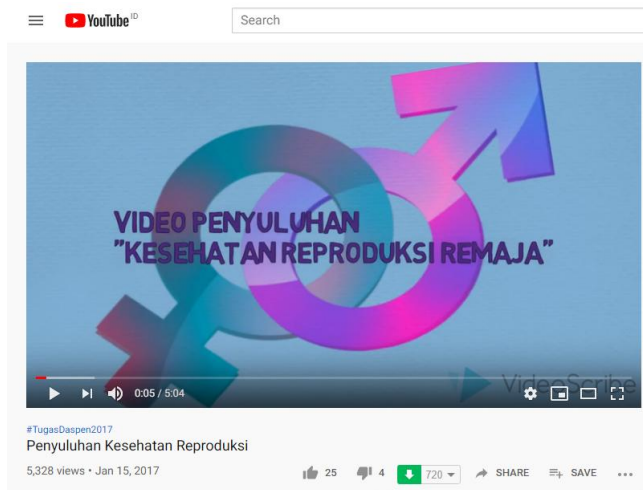 YouTube ID
Search
VIDEO PENYULUHAN
"KESEHATAN REPRODUKSI REMAJA"
VideoScribe
0:05 / 5:04
#TugasDaspen2017
Penyuluhan Kesehatan Reproduksi
5,328 views • Jan 15, 2017
25 4 720 SHARE SAVE